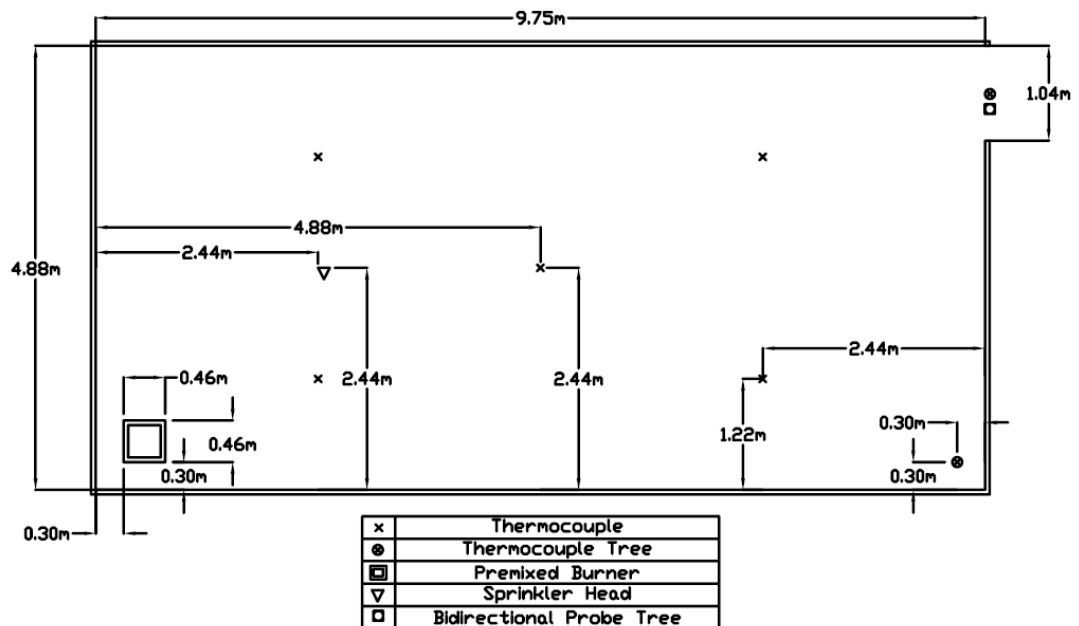 9.75m
1.04m
4.88m
2.44m
4.88m
2.44m
0.46m
2.44m
2.44m
1.22m
0.30m
0.46m
0.30m
0.30m
0.30m
Thermocouple
Thermocouple Tree
Premixed Burner
Sprinkler Head
Bidirectional Probe Tree